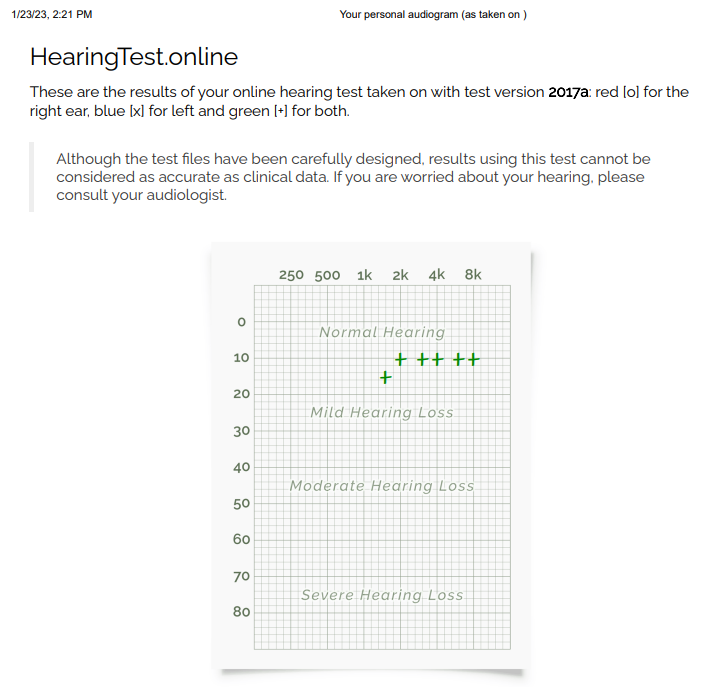 1/23/23, 2:21 PM
Your personal audiogram (as taken on )
HearingTest.online
These are the results of your online hearing test taken on with test version 2017a: red [o] for the
right ear, blue [x] for left and green [+] for both.
Although the test files have been carefully designed, results using this test cannot be
considered as accurate as clinical data. If you are worried about your hearing, please
consult your audiologist.
250 500 1k 2k 4k 8k
0
Normal Hearing
10
+ ++ ++
+
20
Mild Hearing Loss
30
40
Moderate Hearing Loss
50
60
70
Severe Hearing Loss
80